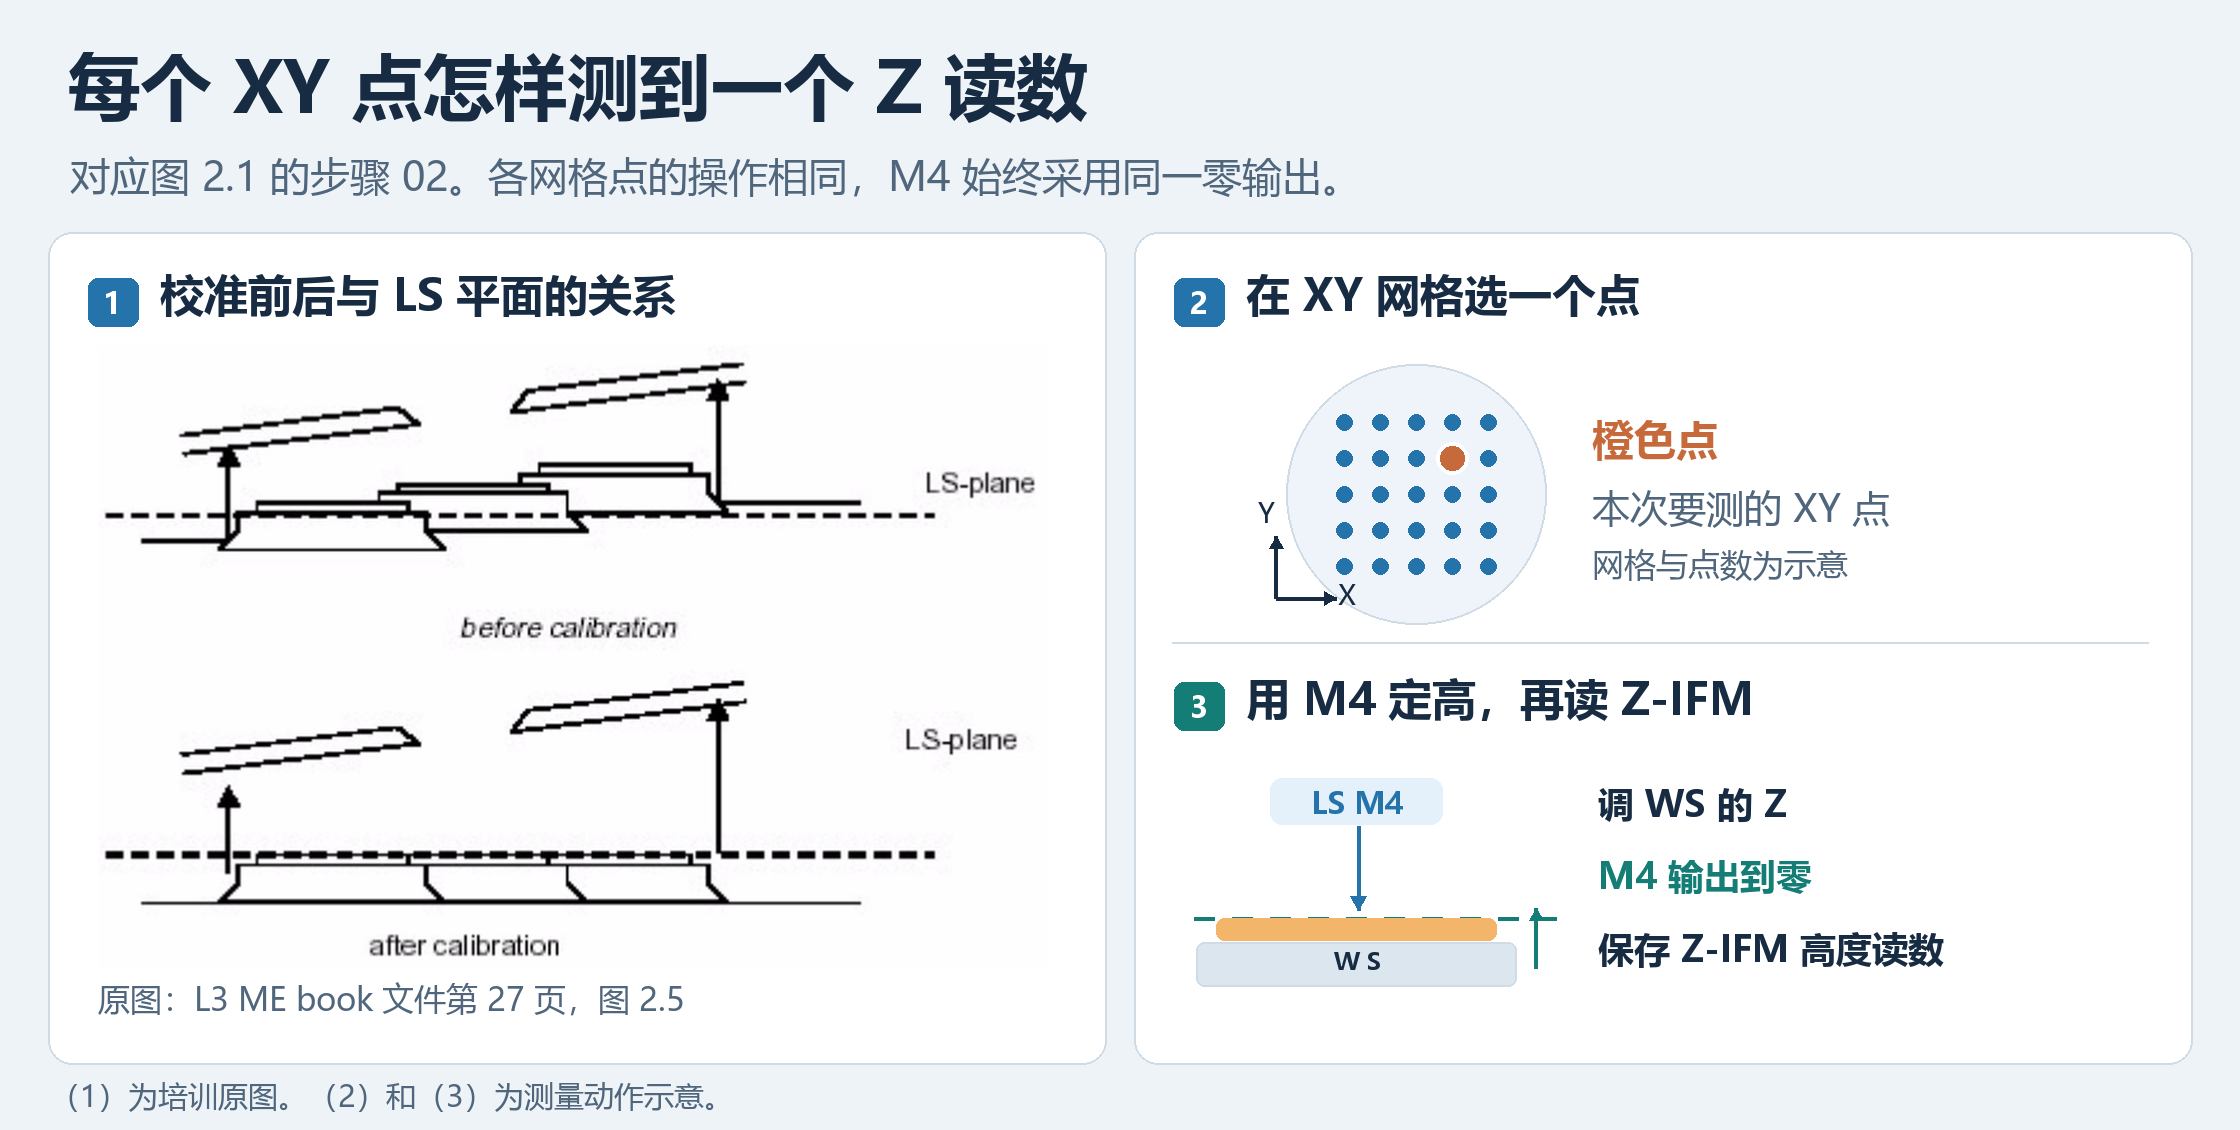 每个 XY 点怎样测到一个 Z 读数
对应图 2.1 的步骤 02。各网格点的操作相同，M4 始终采用同一零输出。
1 校准前后与 LS 平面的关系
LS-plane
before calibration
LS-plane
after calibration
原图：L3 ME book 文件第 27 页，图 2.5
2 在 XY 网格选一个点
橙色点
本次要测的 XY 点
网格与点数为示意
Y
X
3 用 M4 定高，再读 Z-IFM
LS M4
WS
调 WS 的 Z
M4 输出到零
保存 Z-IFM 高度读数
（1）为培训原图。（2）和（3）为测量动作示意。